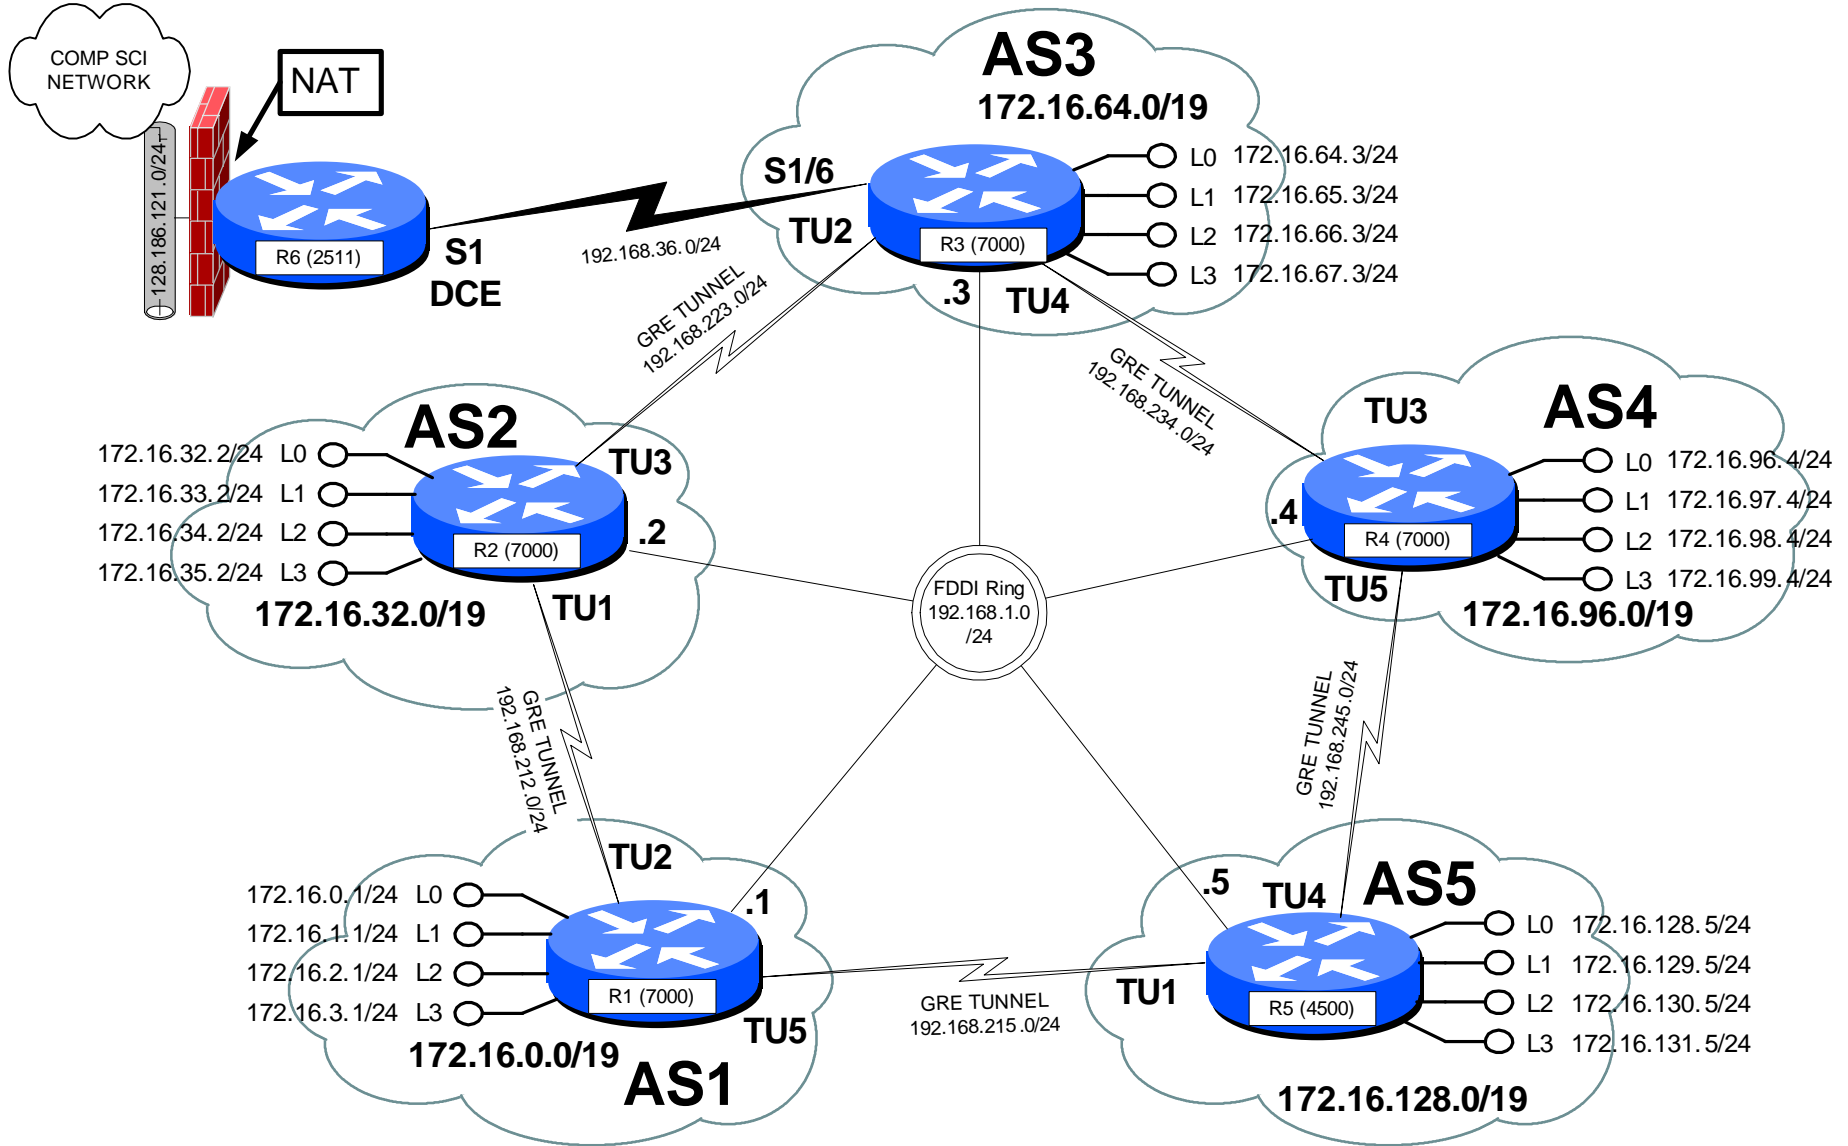 COMP SCI
NETWORK
NAT
128.186.121.0/24
R6 (2511)
S1
DCE
192.168.36.0/24
AS3
172.16.64.0/19
S1/6
TU2
R3 (7000)
.3
TU4
L0 172.16.64.3/24
L1 172.16.65.3/24
L2 172.16.66.3/24
L3 172.16.67.3/24
GRE TUNNEL
192.168.223.0/24
GRE TUNNEL
192.168.234.0/24
AS2
172.16.32.2/24 L0
172.16.33.2/24 L1
172.16.34.2/24 L2
172.16.35.2/24 L3
TU3
.2
R2 (7000)
TU1
172.16.32.0/19
TU3
AS4
.4
R4 (7000)
TU5
L0 172.16.96.4/24
L1 172.16.97.4/24
L2 172.16.98.4/24
L3 172.16.99.4/24
172.16.96.0/19
FDDI Ring
192.168.1.0
/24
GRE TUNNEL
192.168.212.0/24
GRE TUNNEL
192.168.245.0/24
TU2
.1
172.16.0.1/24 L0
172.16.1.1/24 L1
172.16.2.1/24 L2
172.16.3.1/24 L3
R1 (7000)
TU5
172.16.0.0/19
AS1
GRE TUNNEL
192.168.215.0/24
.5
TU4
AS5
TU1
R5 (4500)
L0 172.16.128.5/24
L1 172.16.129.5/24
L2 172.16.130.5/24
L3 172.16.131.5/24
172.16.128.0/19